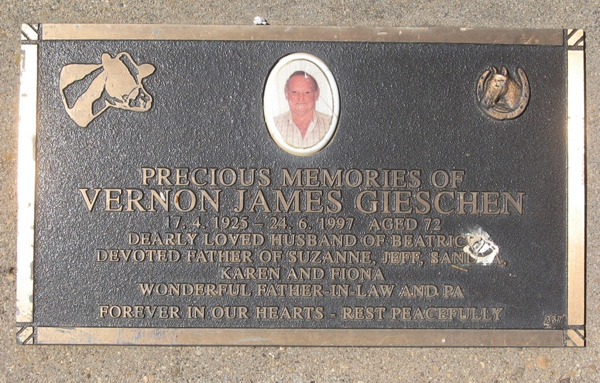 PRECIOUS MEMORIES OF
VERNON JAMES GIESCHEN
17. 4. 1925 – 24. 6. 1997 AGED 72
DEARLY LOVED HUSBAND OF
DEVOTED FATHER OF SUZANNE, JEFF,
KAREN AND FIONA
WONDERFUL FATHER-IN-LAW AND PA
FOREVER IN OUR HEARTS - REST PEACEFULLY